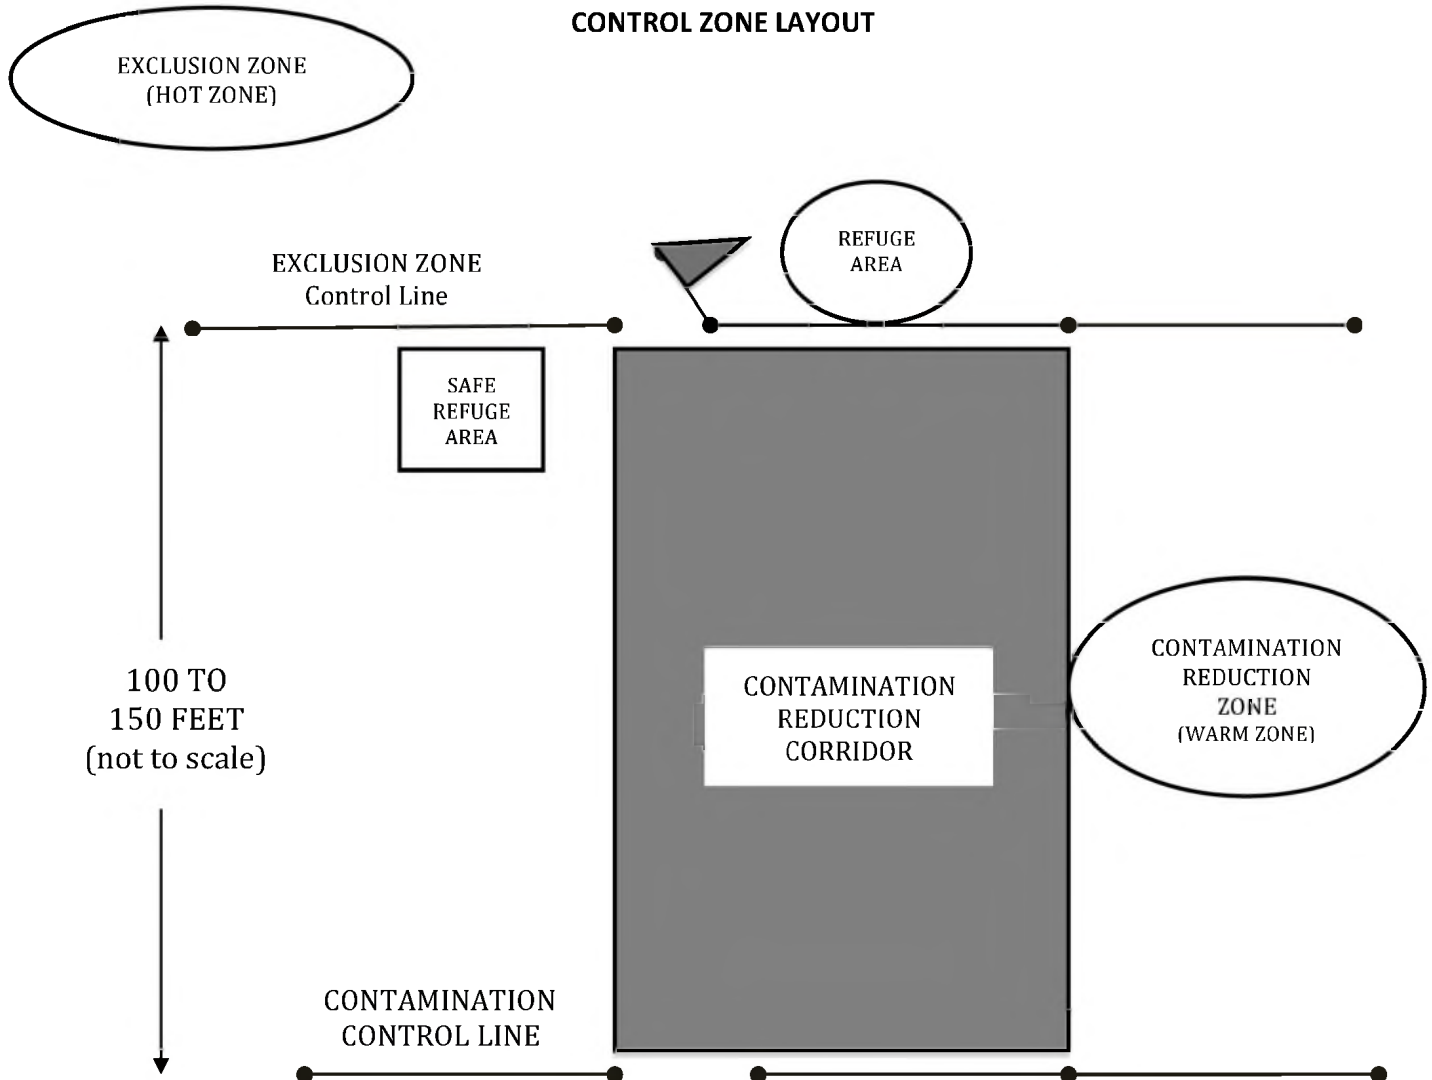 CONTROL ZONE LAYOUT
EXCLUSION ZONE
(HOT ZONE)
REFUGE
AREA
EXCLUSION ZONE
Control Line
SAFE
REFUGE
AREA
100 TO
150 FEET
(not to scale)
CONTAMINATION
REDUCTION
CORRIDOR
CONTAMINATION
REDUCTION
ZONE
(WARM ZONE)
CONTAMINATION
CONTROL LINE